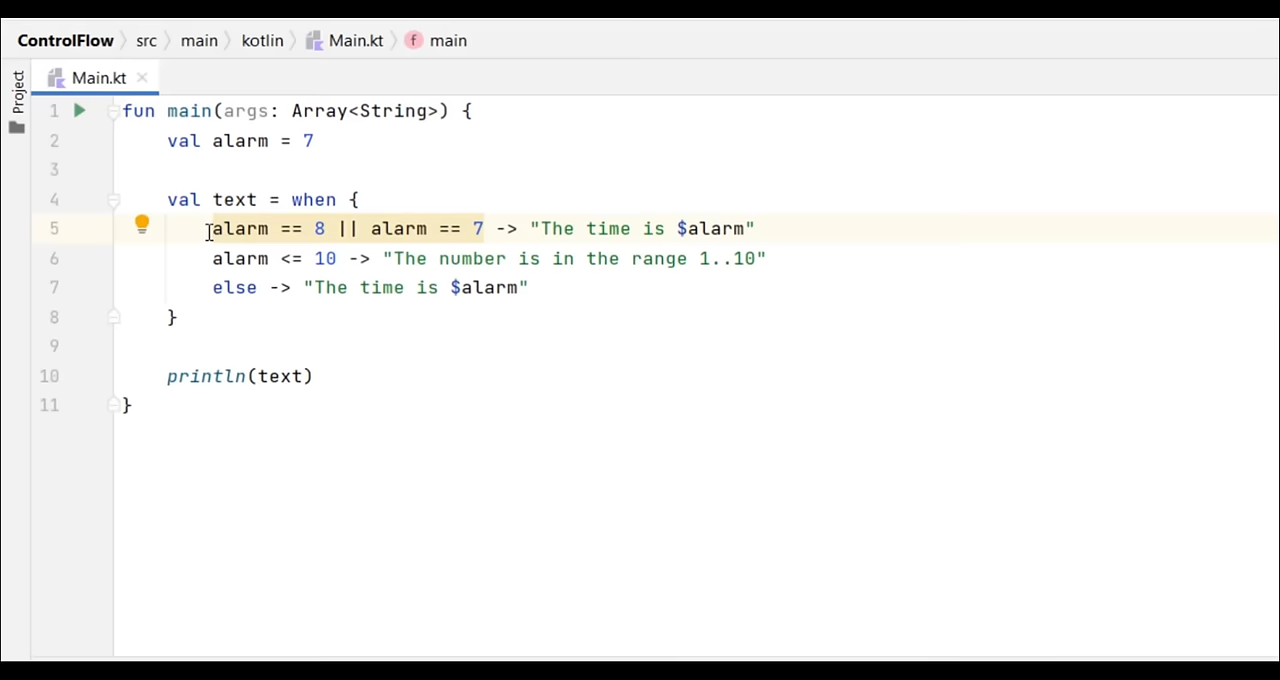 ControlFlow src main kotlin Main.kt f main
Project
Main.kt
1 fun main(args: Array<String>) {
2 val alarm = 7
3
4 val text = when {
5 alarm == 8 || alarm == 7 -> "The time is $alarm"
6 alarm <= 10 -> "The number is in the range 1..10"
7 else -> "The time is $alarm"
8 }
9
10 println(text)
11 }